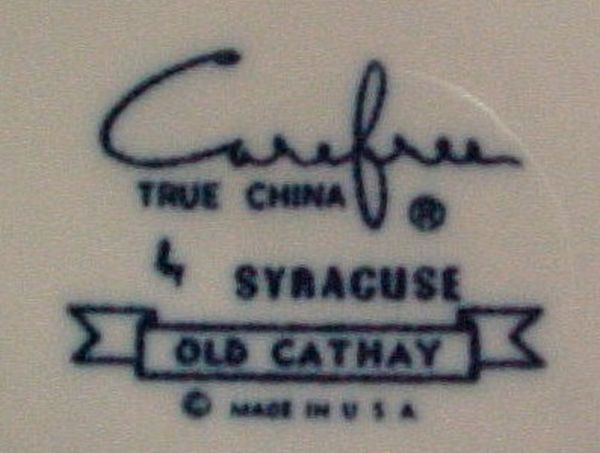 Carefree
TRUE CHINA ®
4 SYRACUSE
OLD CATHAY
© MADE IN U S A